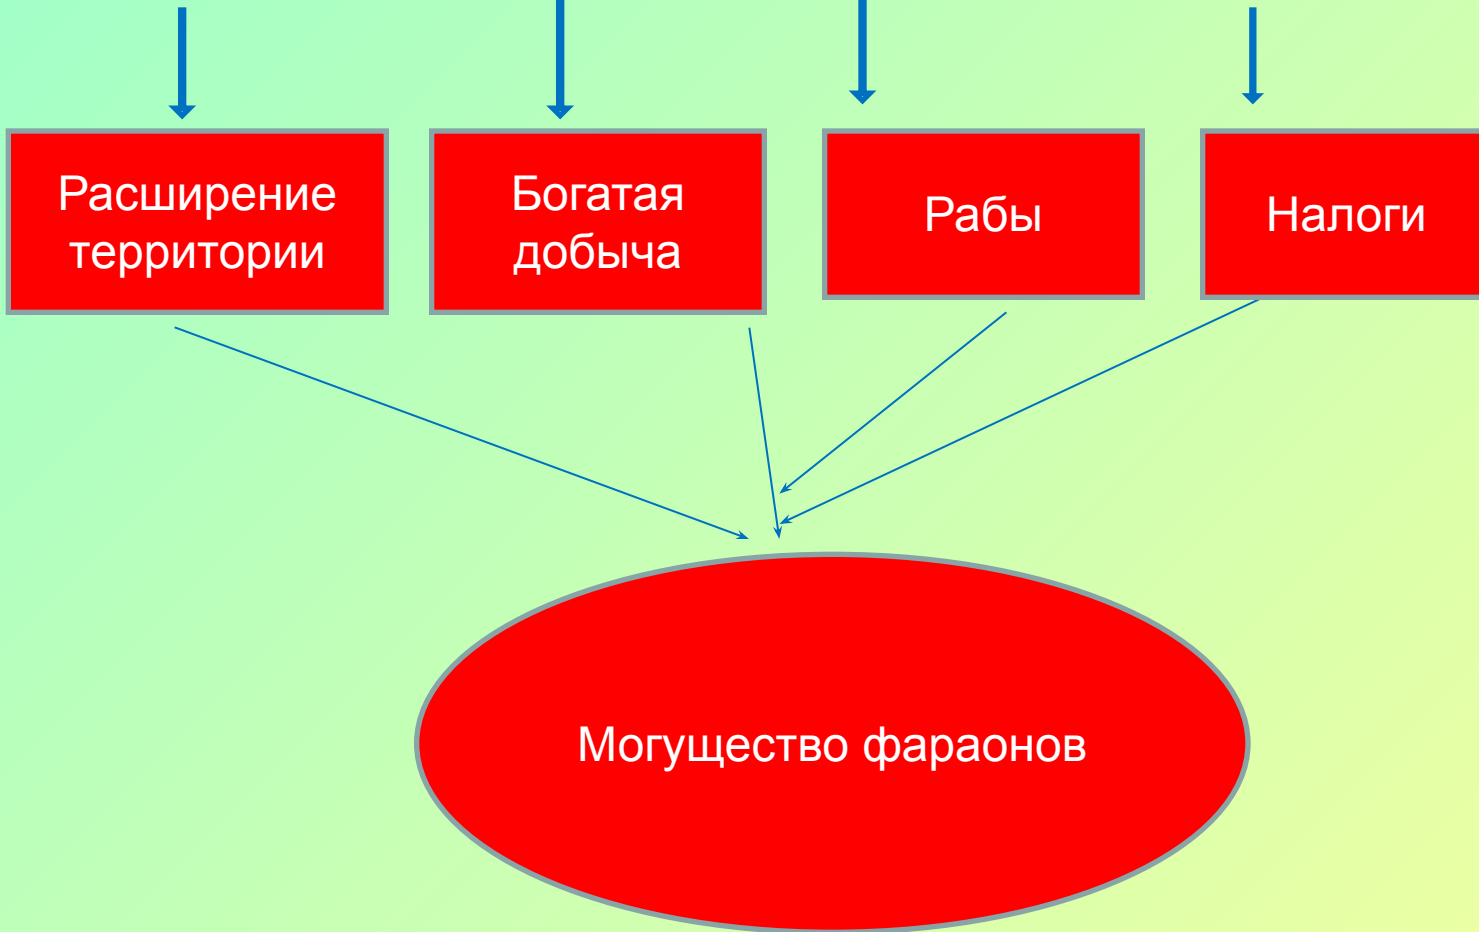 Расширение
территории
Богатая
добыча
Рабы
Налоги
Могущество фараонов